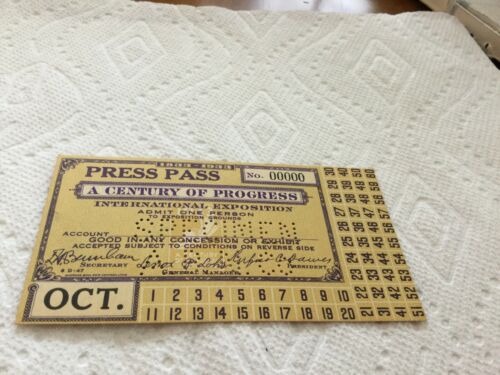 1833-1933
PRESS PASS No. 00000
A CENTURY OF PROGRESS
INTERNATIONAL EXPOSITION
ADMIT ONE PERSON
TO EXPOSITION GROUNDS
SPECIMEN
ACCOUNT
GOOD IN ANY CONCESSION OR EXHIBIT
ACCEPTED SUBJECT TO CONDITIONS ON REVERSE SIDE
SECRETARY GENERAL MANAGER PRESIDENT
OCT.
1 2 3 4 5 6 7 8 9 10
11 12 13 14 15 16 17 18 19 20
21 22 23 24 25 26 27 28 29 30
31 32 33 34 35 36 37 38 39 40
41 42 43 44 45 46 47 48 49 50
51 52 53 54 55 56 57 58 59 60